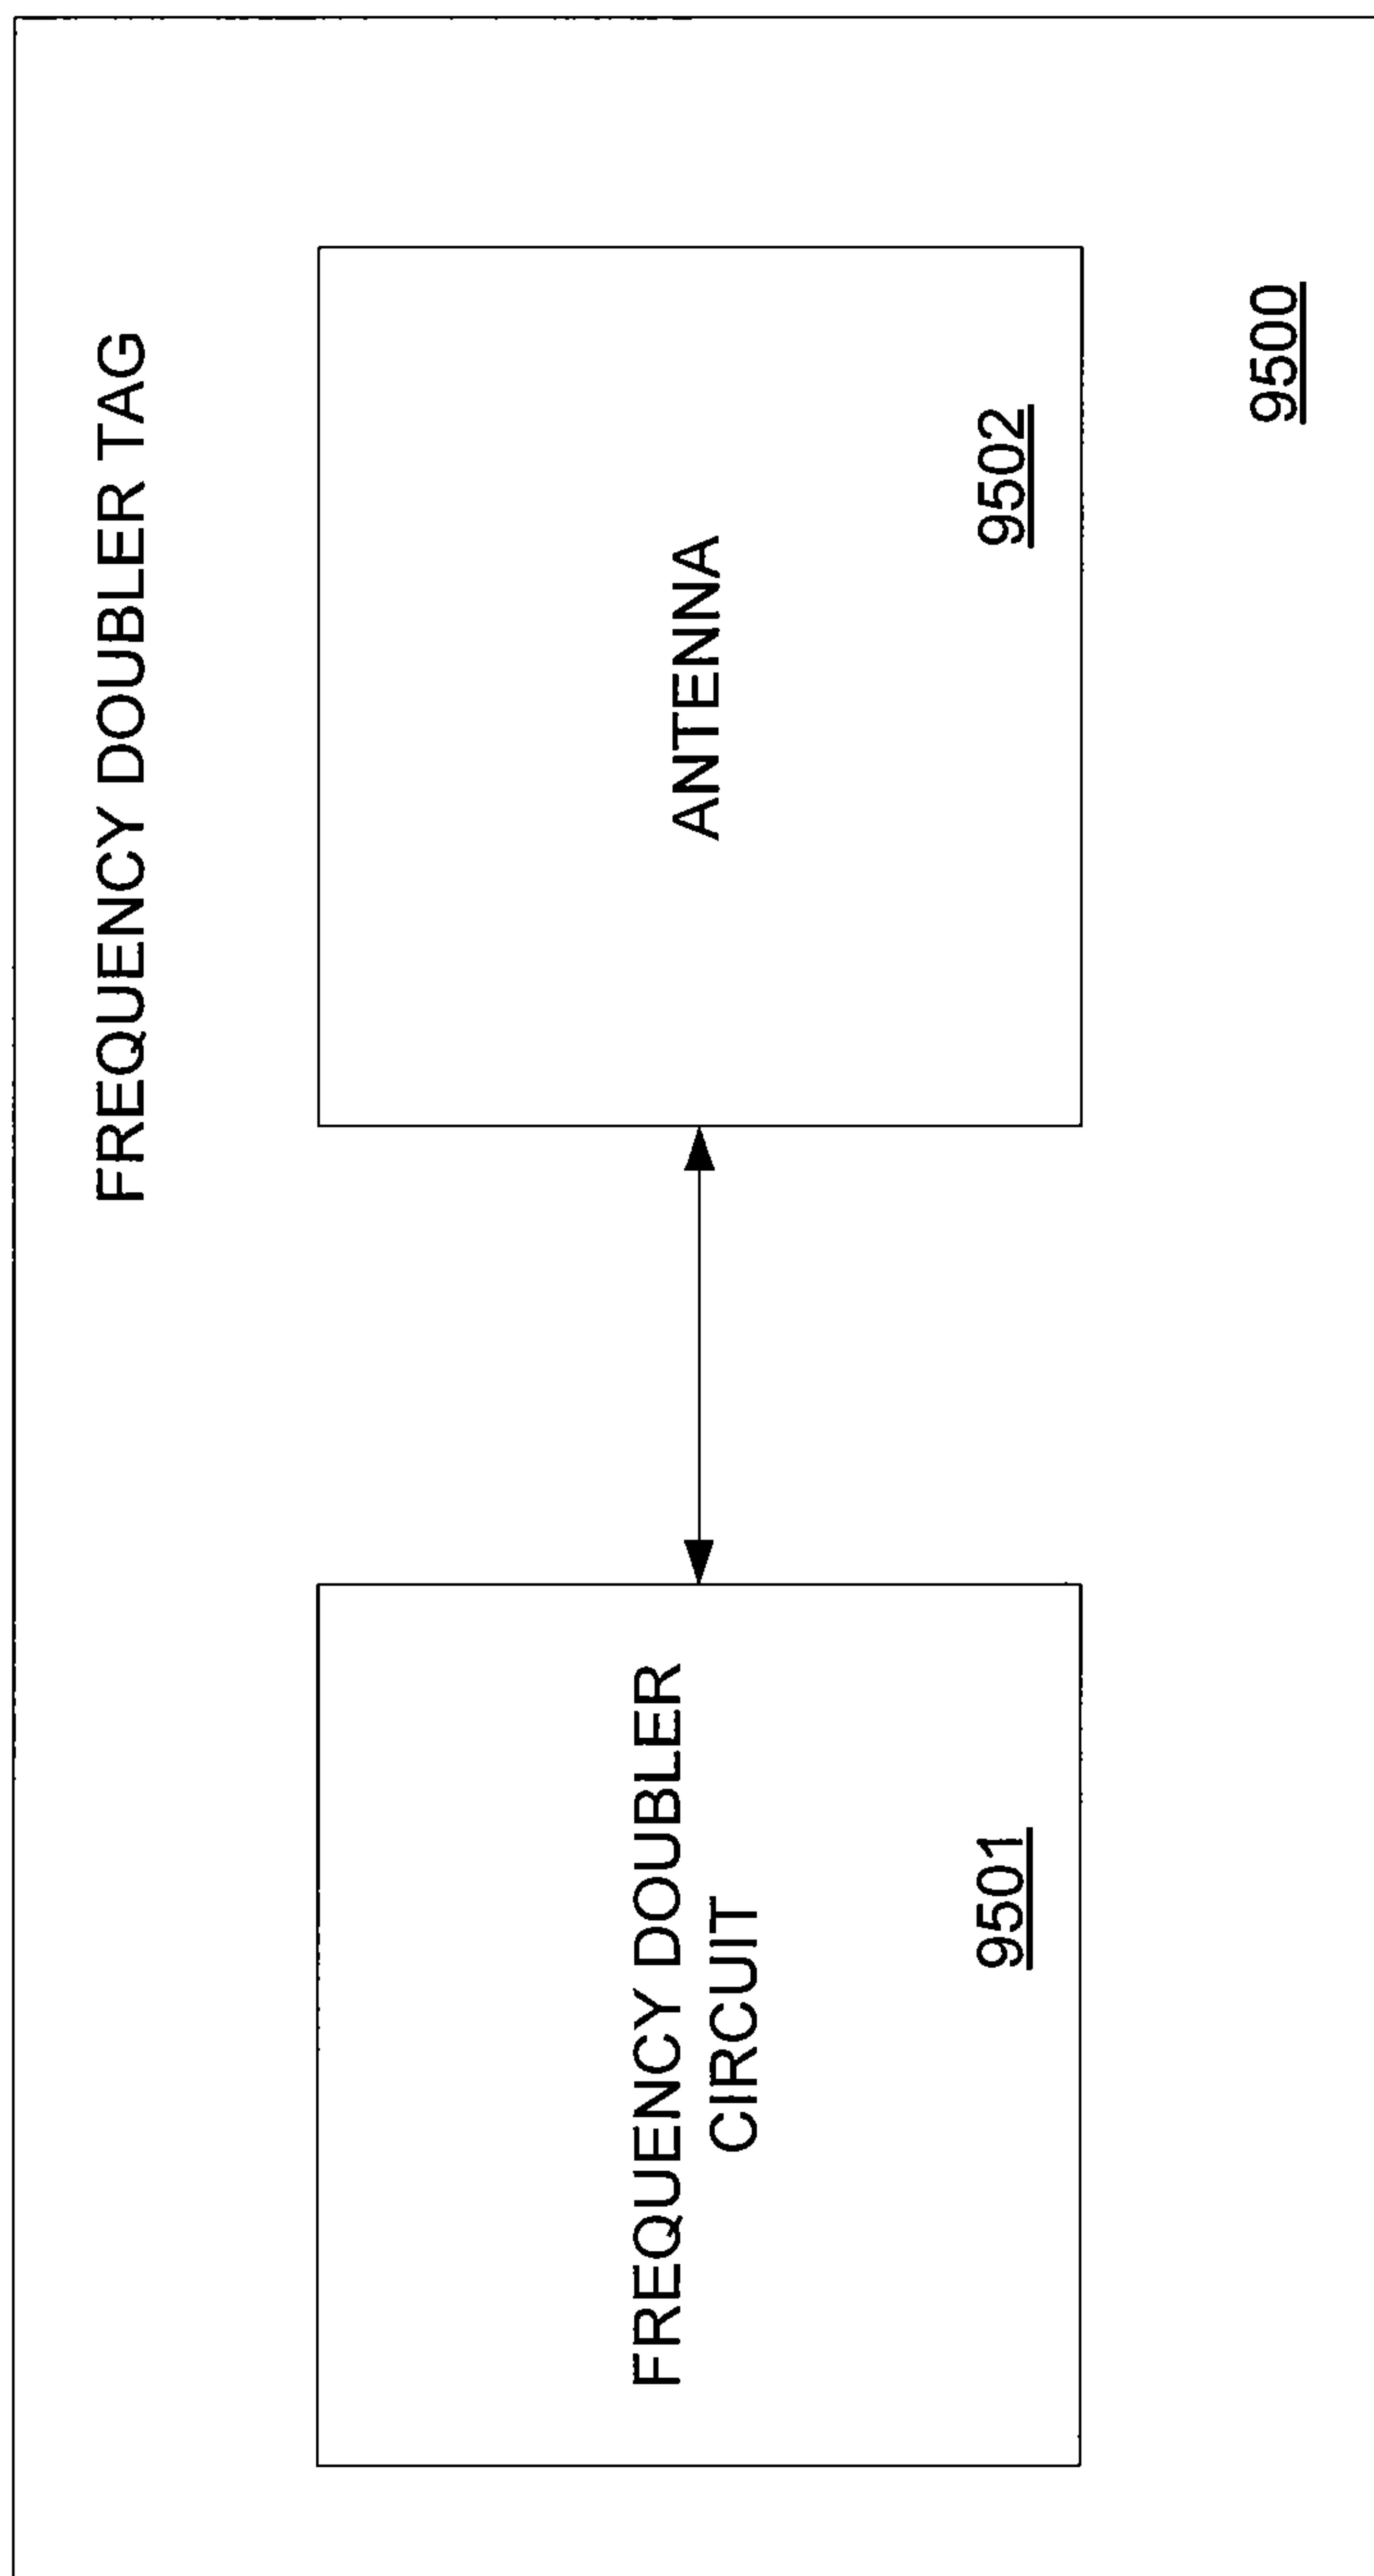 FREQUENCY DOUBLER TAG
FREQUENCY DOUBLER
CIRCUIT
9501
ANTENNA
9502
9500